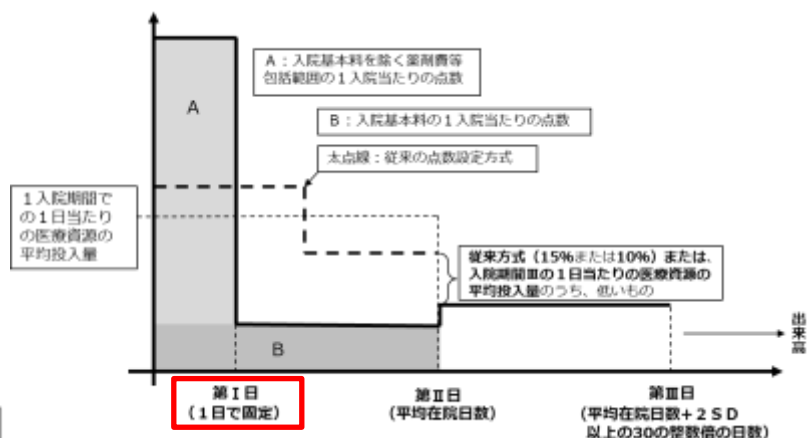 A：入院基本料を除く薬剤費等
包括範囲の１入院当たりの点数
A
B：入院基本料の１入院当たりの点数
太点線：従来の点数設定方式
１入院期間で
の１日当たり
の医療資源の
平均投入量
従来方式（15%または10%）または、
入院期間Ⅲの１日当たりの医療資源の
平均投入量のうち、低いもの
出来高
B
第Ⅰ日
（１日で固定）
第Ⅱ日
（平均在院日数）
第Ⅲ日
（平均在院日数+２ＳＤ
以上の30の整数倍の日数）